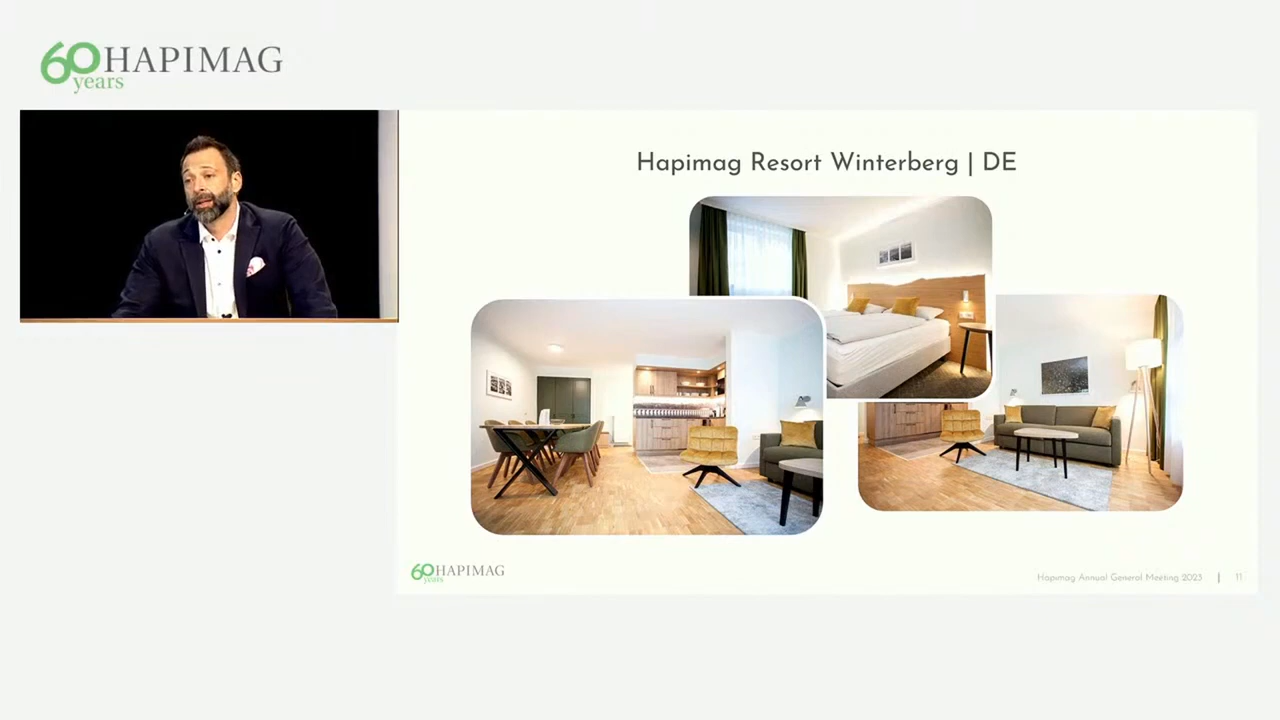 60 HAPIMAG
years
Hapimag Resort Winterberg | DE
60 HAPIMAG
years
Hapimag Annual General Meeting 2023 | 11